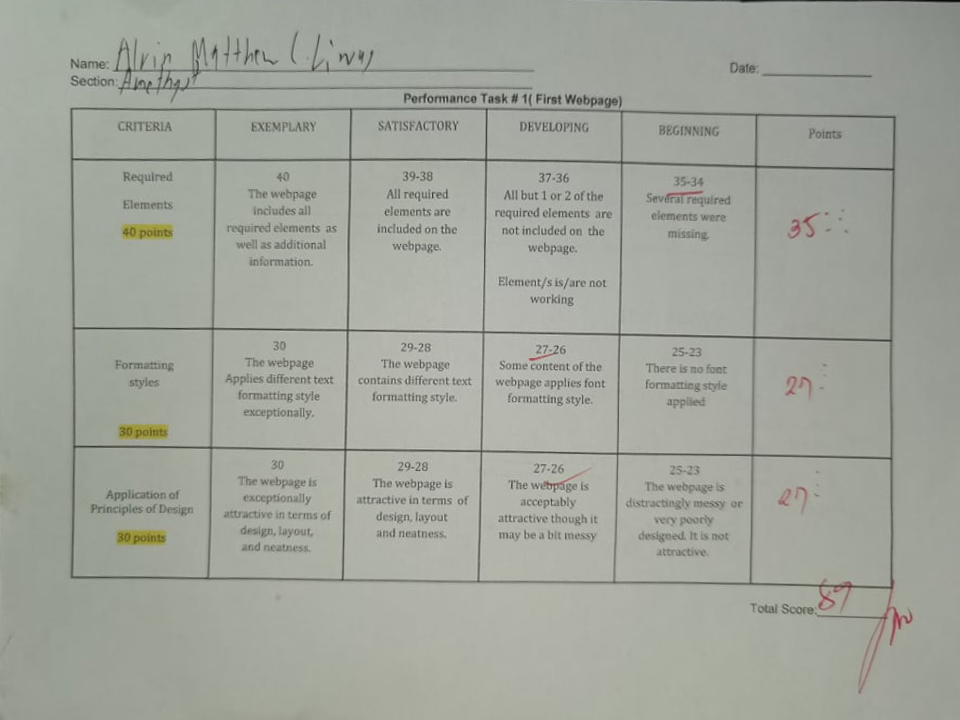 Name: Alvin Matthew C. Liwag
Date:
Section: Amethyst
Performance Task # 1( First Webpage)
CRITERIA
EXEMPLARY
SATISFACTORY
DEVELOPING
BEGINNING
Points
Required
Elements
40 points
40
The webpage
includes all
required elements as
well as additional
information.
39-38
All required
elements are
included on the
webpage.
37-36
All but 1 or 2 of the
required elements are
not included on the
webpage.
Element/s is/are not
working
35-34
Several required
elements were
missing.
35
Formatting
styles
30 points
30
The webpage
Applies different text
formatting style
exceptionally.
29-28
The webpage
contains different text
formatting style.
27-26
Some content of the
webpage applies font
formatting style.
25-23
There is no font
formatting style
applied
27
Application of
Principles of Design
30 points
30
The webpage is
exceptionally
attractive in terms of
design, layout,
and neatness.
29-28
The webpage is
attractive in terms of
design, layout
and neatness.
27-26
The webpage is
acceptably
attractive though it
may be a bit messy
25-23
The webpage is
distractingly messy or
very poorly
designed. It is not
attractive.
27
Total Score: 89